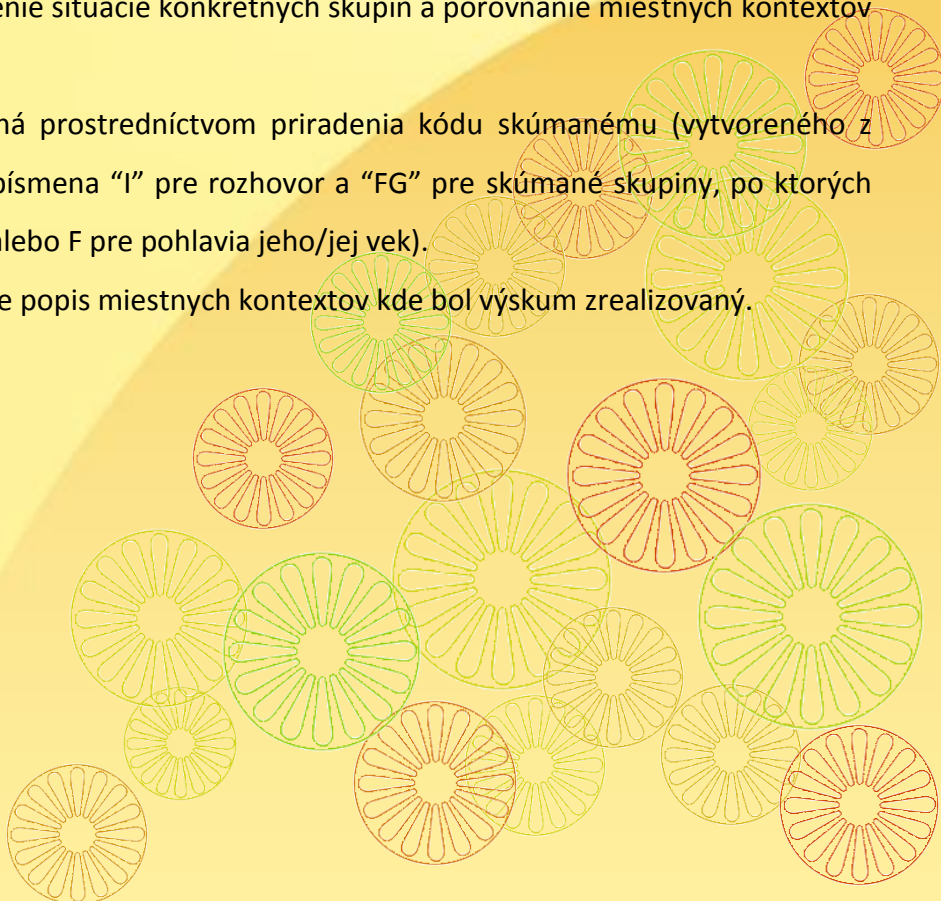 enie situácie konkrétnych skupín a porovnanie miestnych kontextov
ná prostredníctvom priradenia kódu skúmanému (vytvoreného z
písmena “I” pre rozhovor a “FG” pre skúmané skupiny, po ktorých
alebo F pre pohlavia jeho/jej vek).
e popis miestnych kontextov kde bol výskum zrealizovaný.